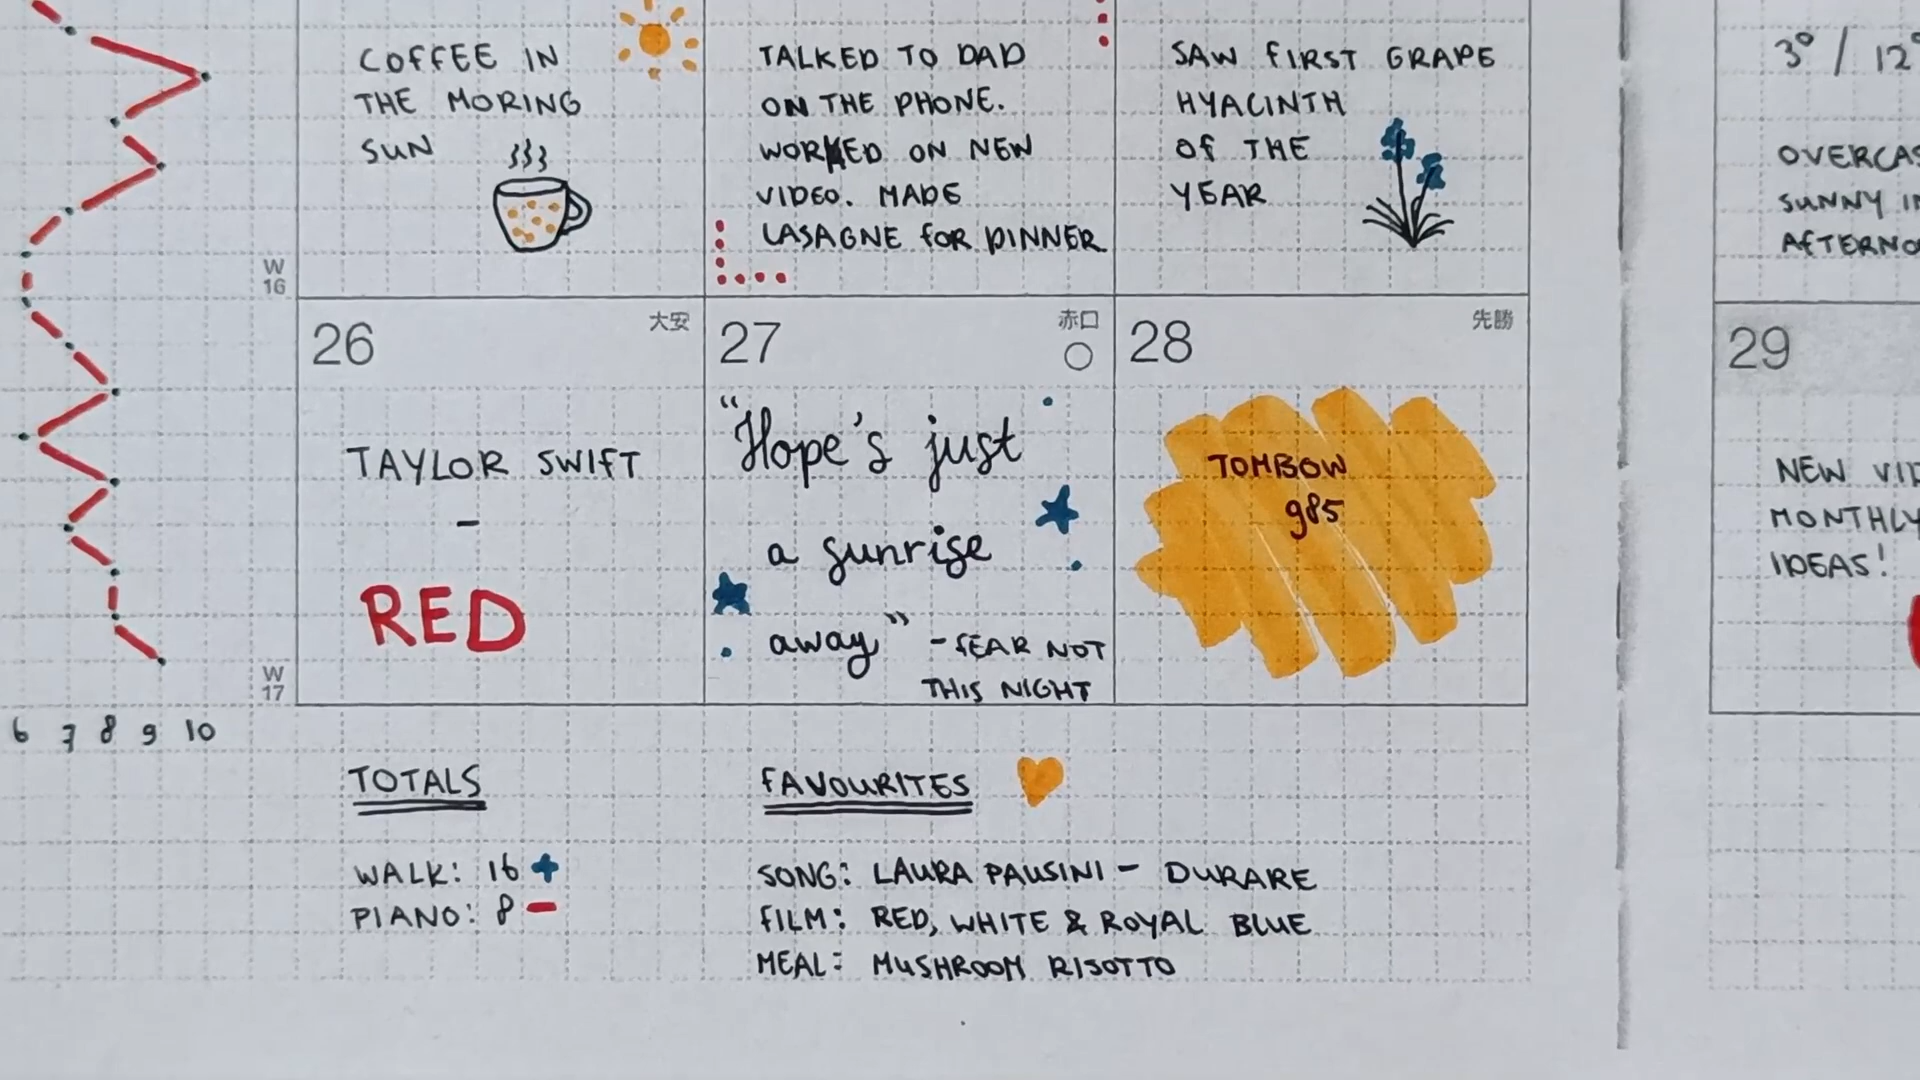 COFFEE IN
THE MORING
SUN
TALKED TO DAD
ON THE PHONE.
WORKED ON NEW
VIDEO. MADE
LASAGNE FOR DINNER
SAW FIRST GRAPE
HYACINTH
OF THE
YEAR
3° / 12°
OVERCAS
SUNNY IN
AFTERNO
W
16
26 大安
27 赤口
28 先勝
29
TAYLOR SWIFT
-
RED
"Hope's just
a sunrise
away" - FEAR NOT
THIS NIGHT
TOMBOW
985
NEW VID
MONTHLY
IDEAS!
W
17
6 7 8 9 10
TOTALS
WALK: 16 +
PIANO: 8 -
FAVOURITES
SONG: LAURA PAUSINI - DURARE
FILM: RED, WHITE & ROYAL BLUE
MEAL: MUSHROOM RISOTTO